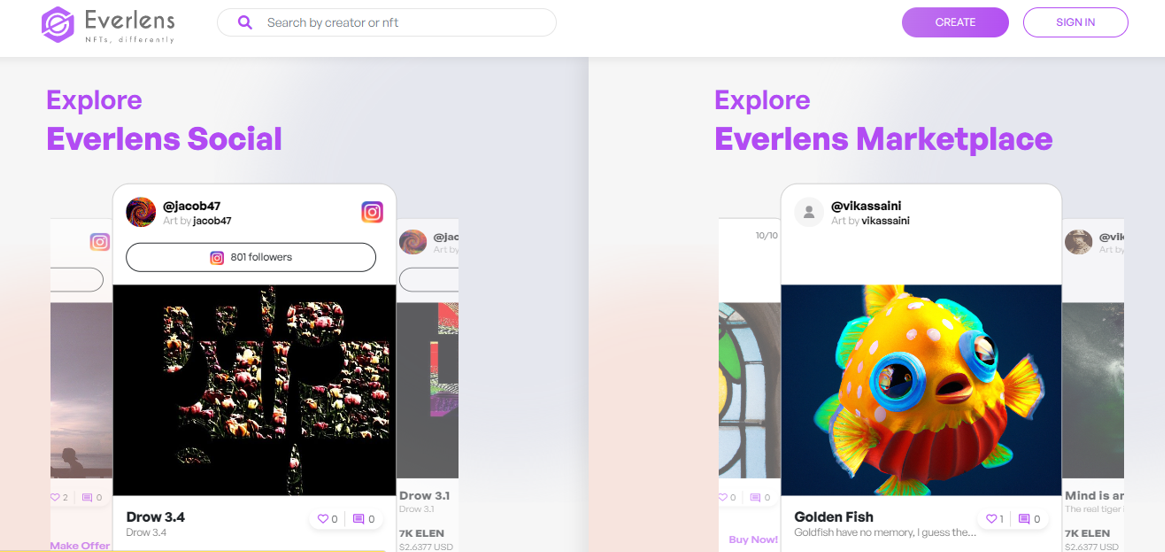 Everlens
NFTs, differently
Search by creator or nft
CREATE
SIGN IN
Explore
Everlens Social
@jacob47
Art by jacob47
801 followers
@jac
Art by
2
0
Make Offer
Drow 3.4
Drow 3.4
0
0
Drow 3.1
Drow 3.1
7K ELEN
$2.6377 USD
Explore
Everlens Marketplace
10/10
@vikassaini
Art by vikassaini
@vik
Art by
0
0
Buy Now!
Golden Fish
Goldfish have no memory, I guess the...
1
0
Mind is ar
The real tiger i
7K ELEN
$2.6377 USD